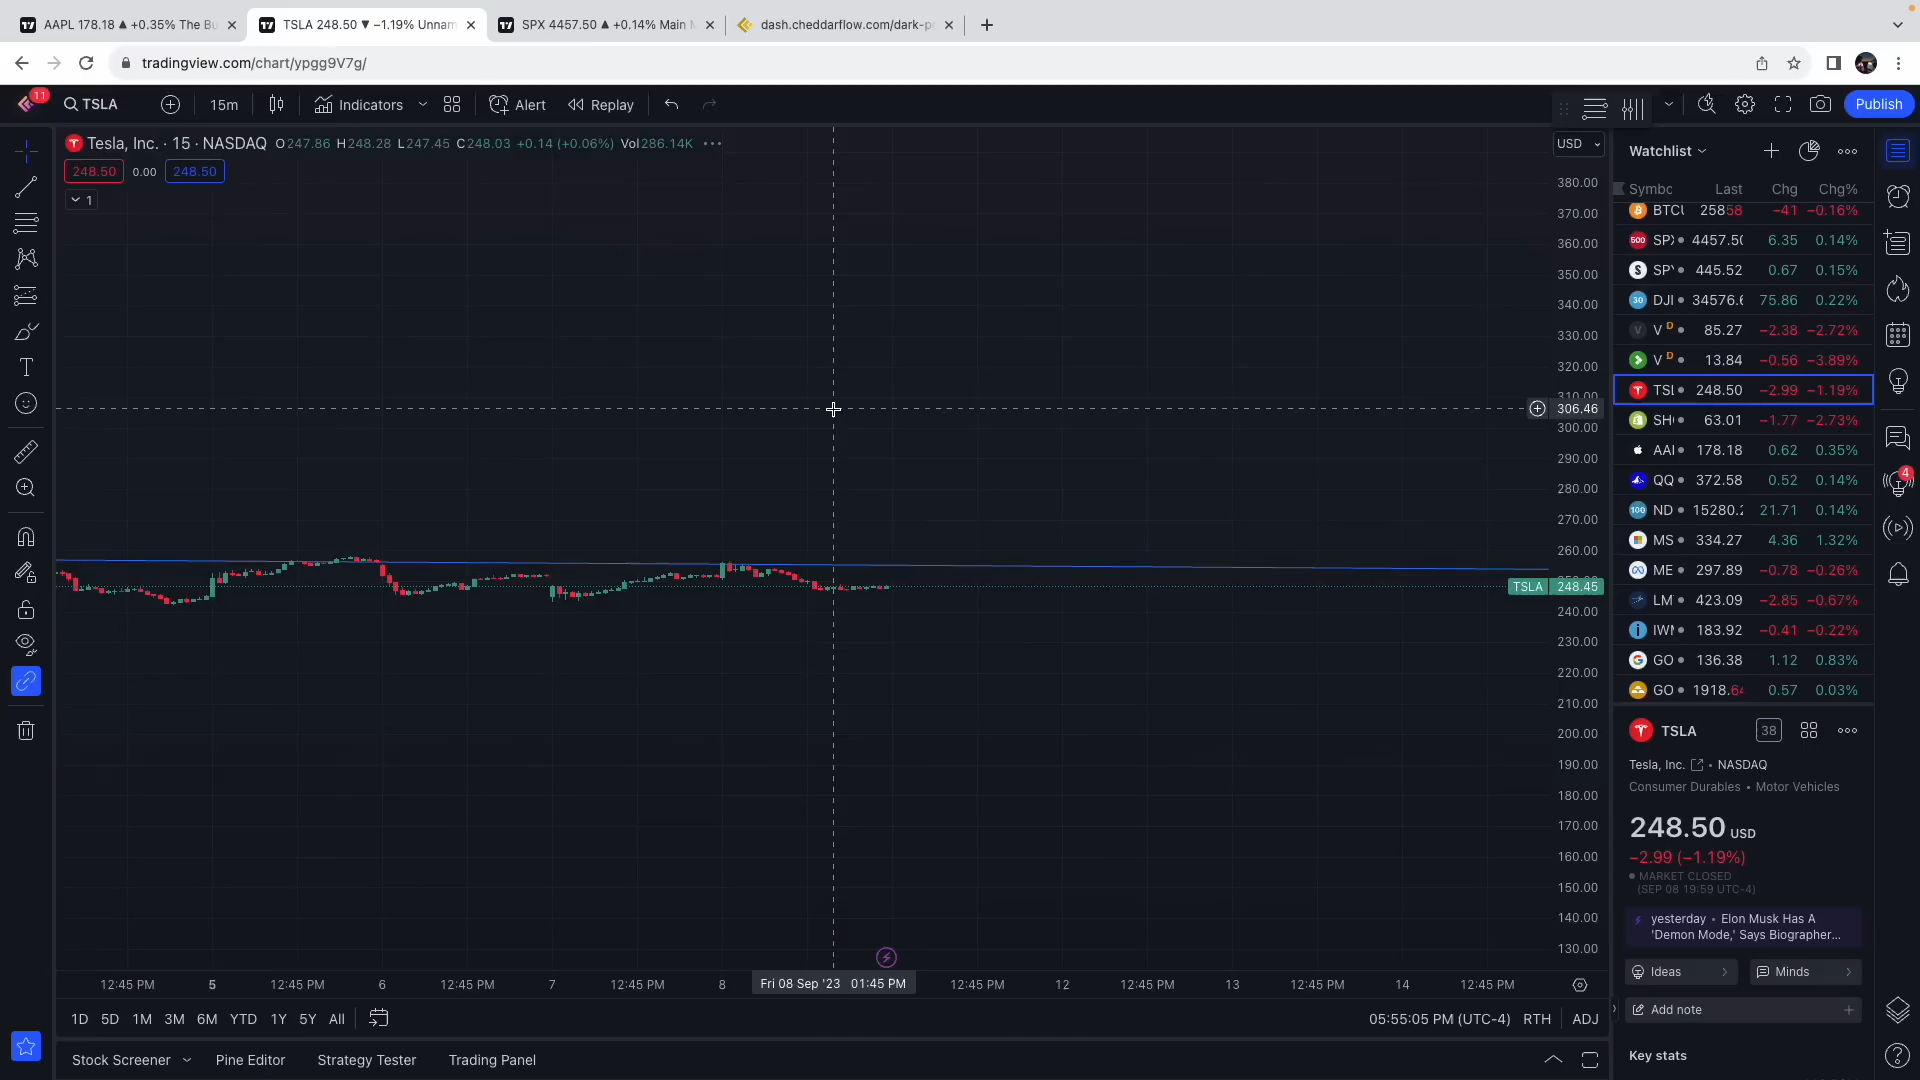 AAPL 178.18 ▲ +0.35% The Bu
TSLA 248.50 ▼ −1.19% Unnam
SPX 4457.50 ▲ +0.14% Main
dash.cheddarflow.com/dark-p
tradingview.com/chart/ypgg9V7g/
11
TSLA
15m
Indicators
Alert
Replay
Publish
Tesla, Inc. · 15 · NASDAQ O247.86 H248.28 L247.45 C248.03 +0.14 (+0.06%) Vol286.14K
248.50 0.00 248.50
1
USD
380.00
370.00
360.00
350.00
340.00
330.00
320.00
306.46
300.00
290.00
280.00
270.00
260.00
TSLA 248.45
240.00
230.00
220.00
210.00
200.00
190.00
180.00
170.00
160.00
150.00
140.00
130.00
12:45 PM 5 12:45 PM 6 12:45 PM 7 12:45 PM 8 Fri 08 Sep '23 01:45 PM 12:45 PM 12 12:45 PM 13 12:45 PM 14 12:45 PM
1D 5D 1M 3M 6M YTD 1Y 5Y All
05:55:05 PM (UTC-4) RTH ADJ
Stock Screener Pine Editor Strategy Tester Trading Panel
Watchlist
Symbc Last Chg Chg%
BTCU 25858 −41 −0.16%
500 SP 4457.50 6.35 0.14%
S SP 445.52 0.67 0.15%
30 DJI 34576.6 75.86 0.22%
V V D 85.27 −2.38 −2.72%
V D 13.84 −0.56 −3.89%
TSL 248.50 −2.99 −1.19%
SH 63.01 −1.77 −2.73%
AAI 178.18 0.62 0.35%
QQ 372.58 0.52 0.14%
100 ND 15280.2 21.71 0.14%
MS 334.27 4.36 1.32%
ME 297.89 −0.78 −0.26%
LM 423.09 −2.85 −0.67%
IWI 183.92 −0.41 −0.22%
GO 136.38 1.12 0.83%
GO 1918.64 0.57 0.03%
TSLA
38
Tesla, Inc. • NASDAQ
Consumer Durables • Motor Vehicles
248.50 USD
−2.99 (−1.19%)
MARKET CLOSED
(SEP 08 19:59 UTC-4)
yesterday • Elon Musk Has A
'Demon Mode,' Says Biographer...
Ideas
Minds
Add note
Key stats
4